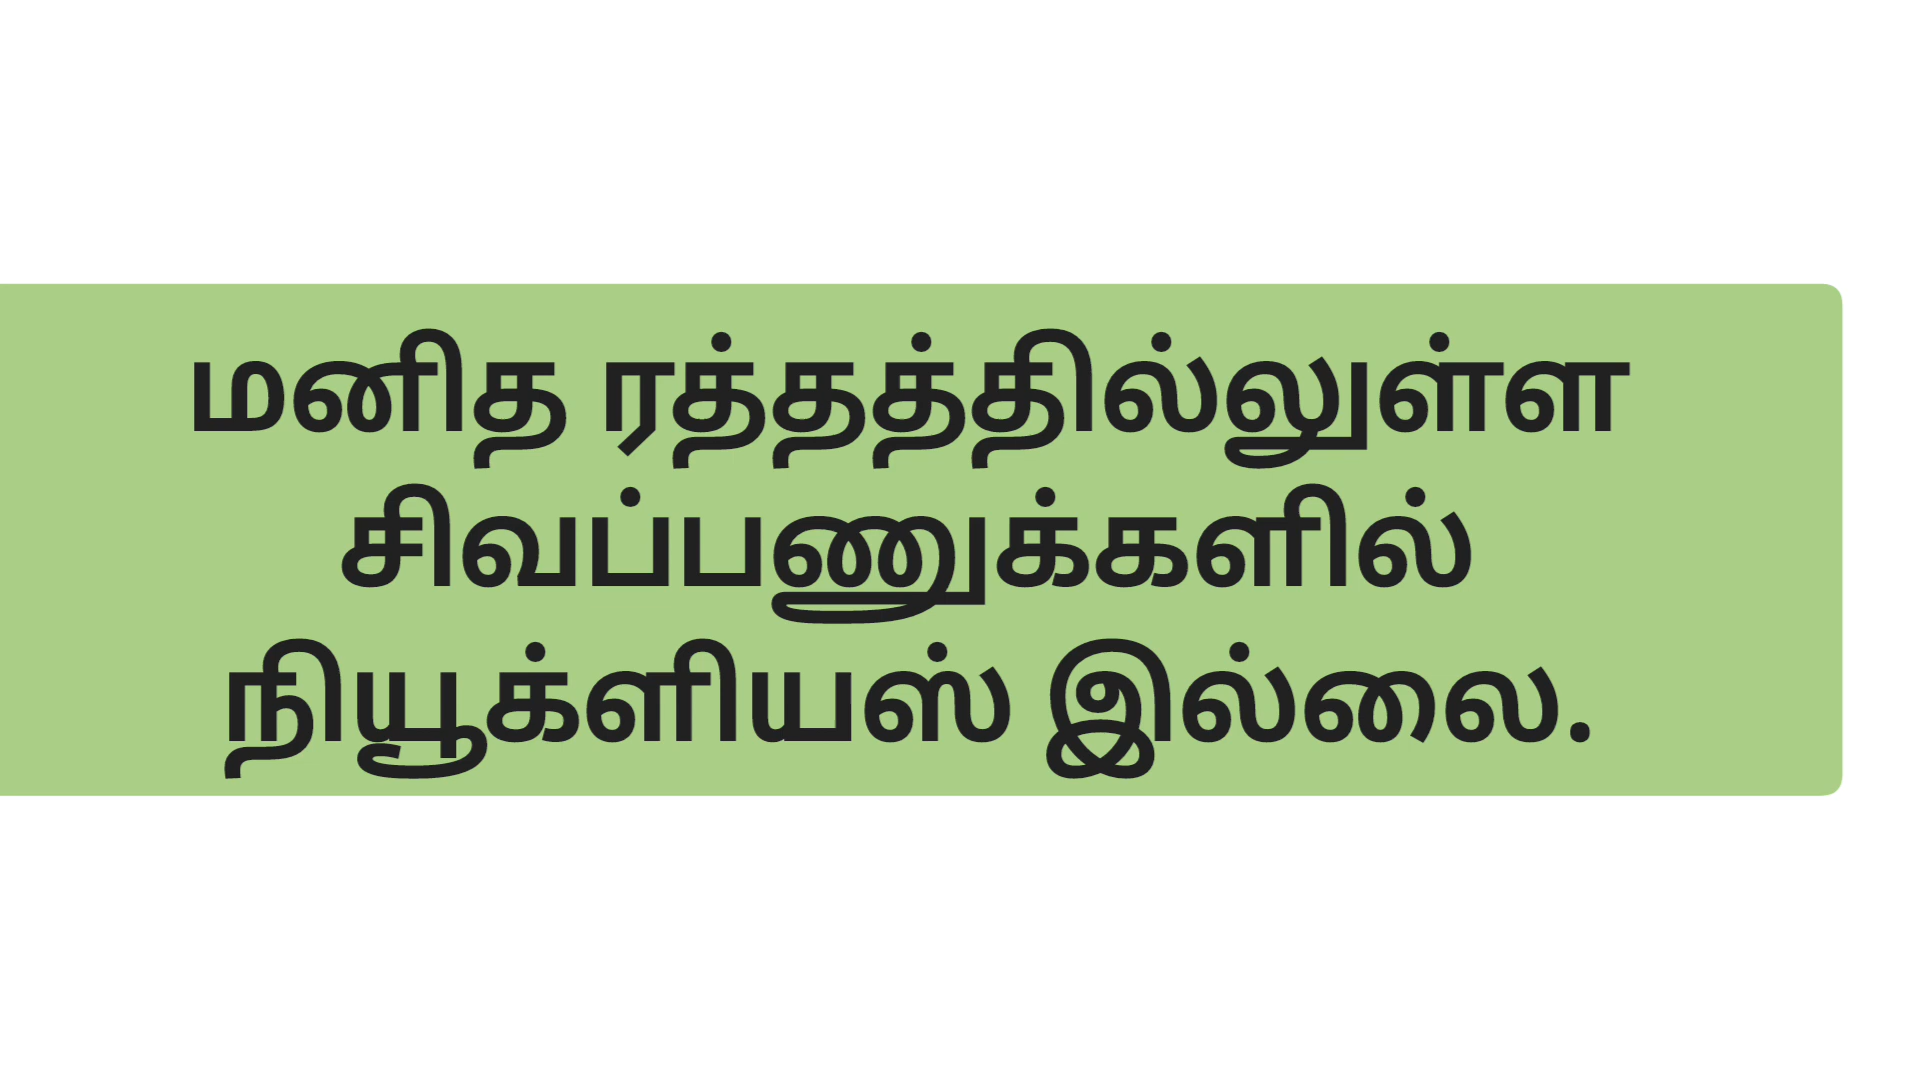 மனித ரத்தத்தில்லுள்ள
சிவப்பணுக்களில்
நியூக்ளியஸ் இல்லை.